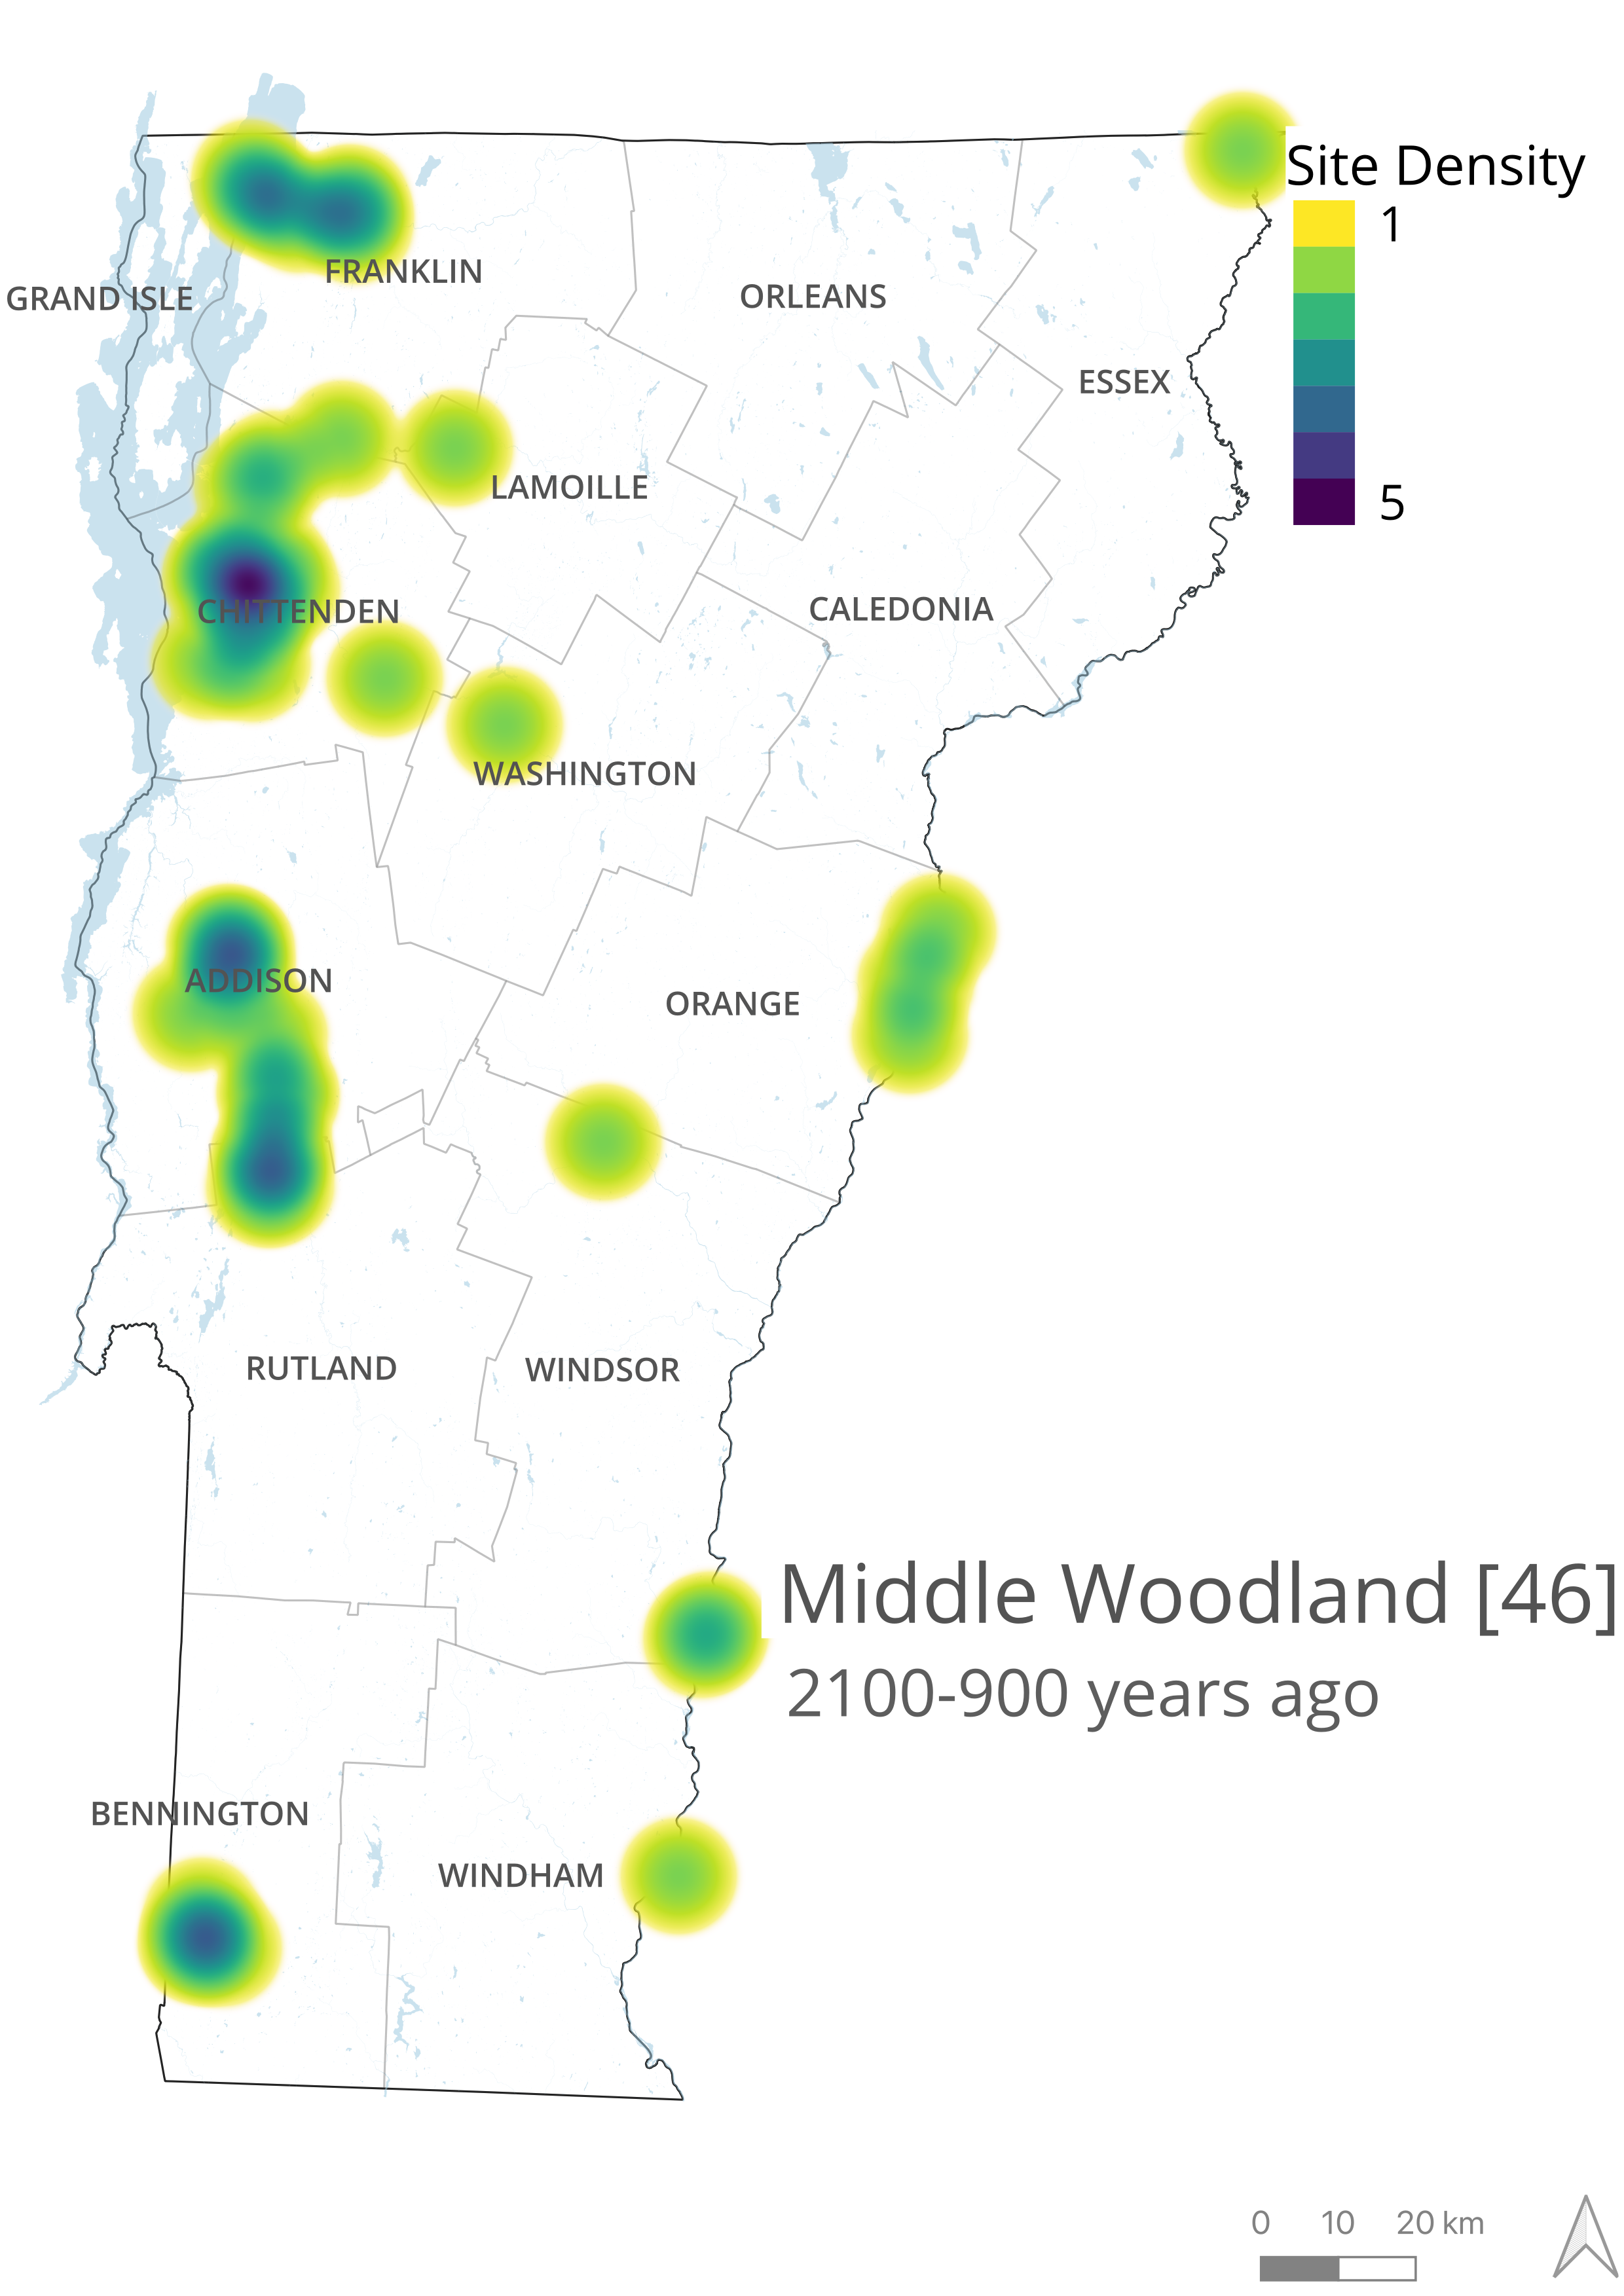 Site Density
1
5
FRANKLIN
GRAND ISLE
ORLEANS
ESSEX
LAMOILLE
CHITTENDEN
CALEDONIA
WASHINGTON
ADDISON
ORANGE
RUTLAND
WINDSOR
Middle Woodland [46]
2100-900 years ago
BENNINGTON
WINDHAM
0 10 20 km